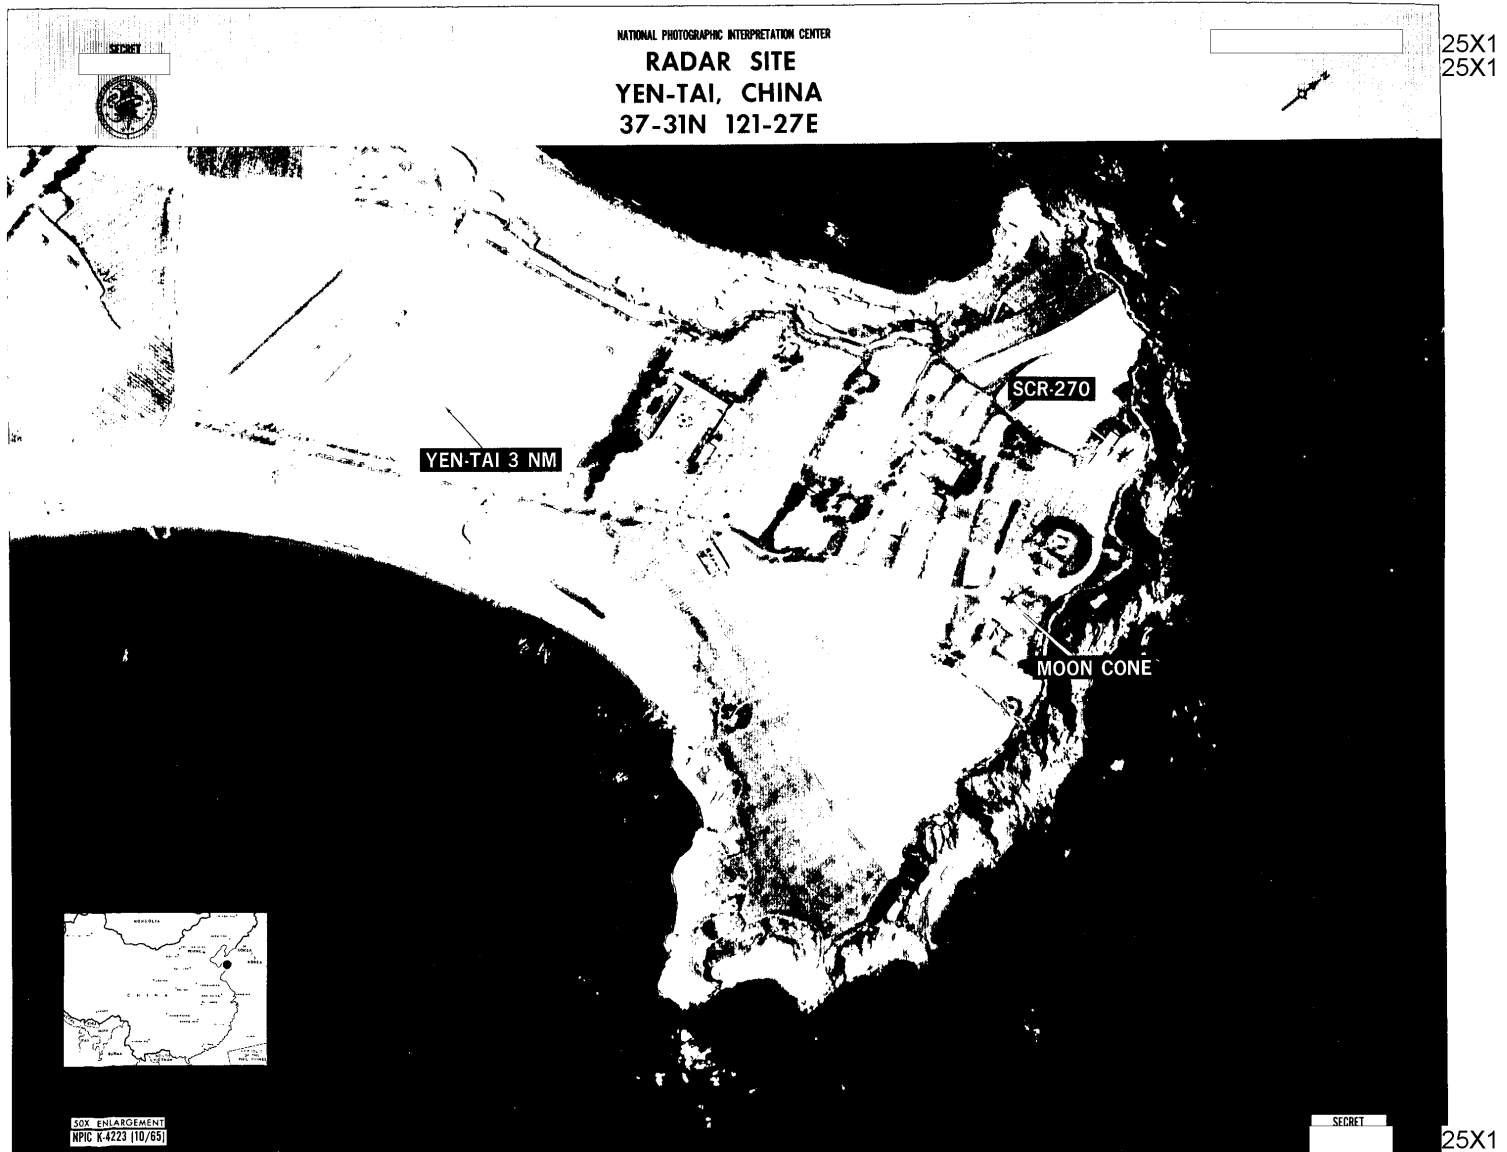 SECRET
NATIONAL PHOTOGRAPHIC INTERPRETATION CENTER
RADAR SITE
YEN-TAI, CHINA
37-31N 121-27E
25X1
25X1
SCR-270
YEN-TAI 3 NM
MOON CONE
MONGOLIA
KOREA
CHINA
BURMA
50X ENLARGEMENT
NPIC K-4223 (10/65)
SECRET
25X1